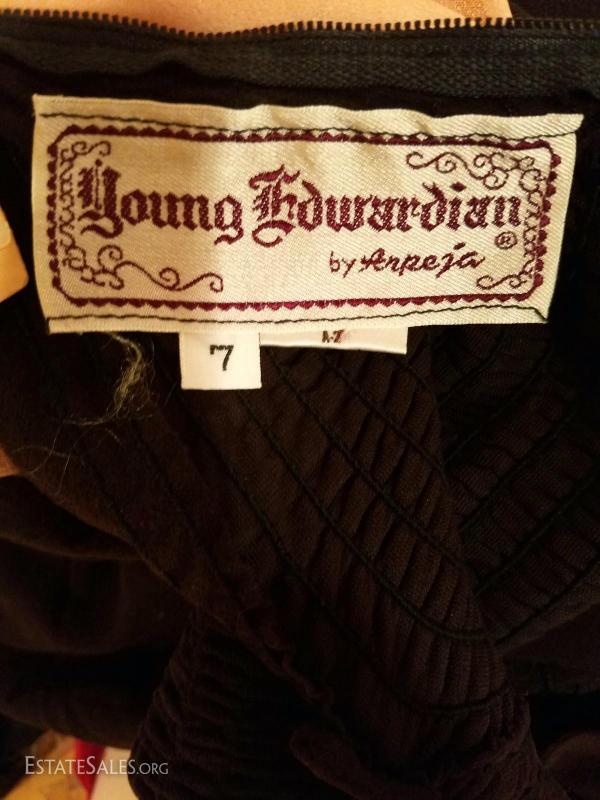 Young Edwardian
by Arpeja ®
7
ESTATESALES.ORG